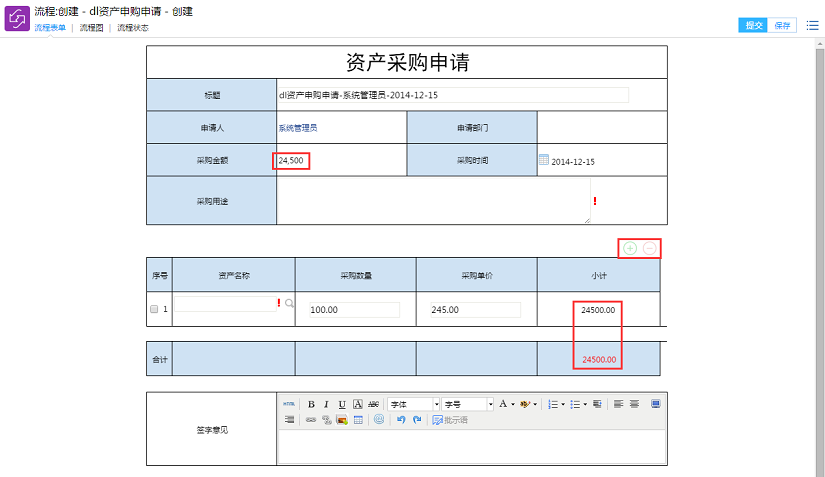 流程:创建 - dl资产申购申请 - 创建
流程表单 | 流程图 | 流程状态
提交 保存
资产采购申请
标题 dl资产申购申请-系统管理员-2014-12-15
申请人 系统管理员 申请部门
采购金额 24,500 采购时间 2014-12-15
采购用途 !
序号 资产名称 采购数量 采购单价 小计
1 ! 100.00 245.00 24500.00
合计 24500.00
签字意见
HTML B I U A ABC 字体 字号 A ab
批示语